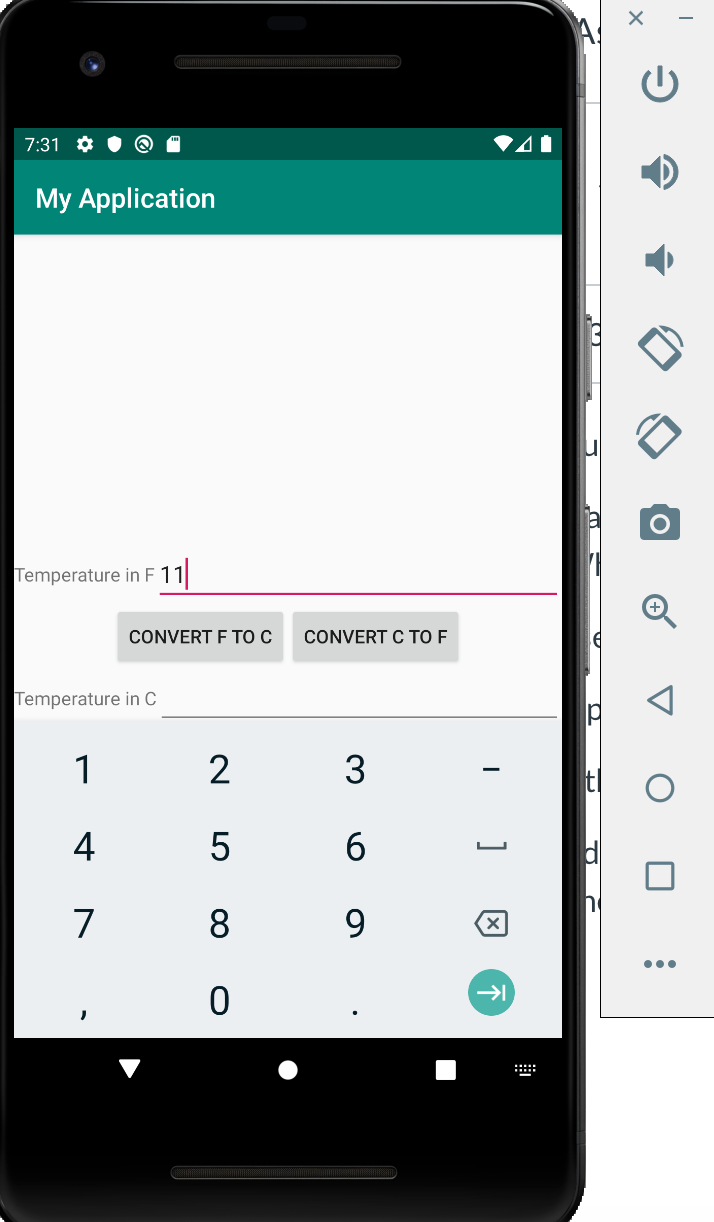 7:31
My Application
Temperature in F 11
CONVERT F TO C CONVERT C TO F
Temperature in C
1 2 3 -
4 5 6
7 8 9
, 0 .